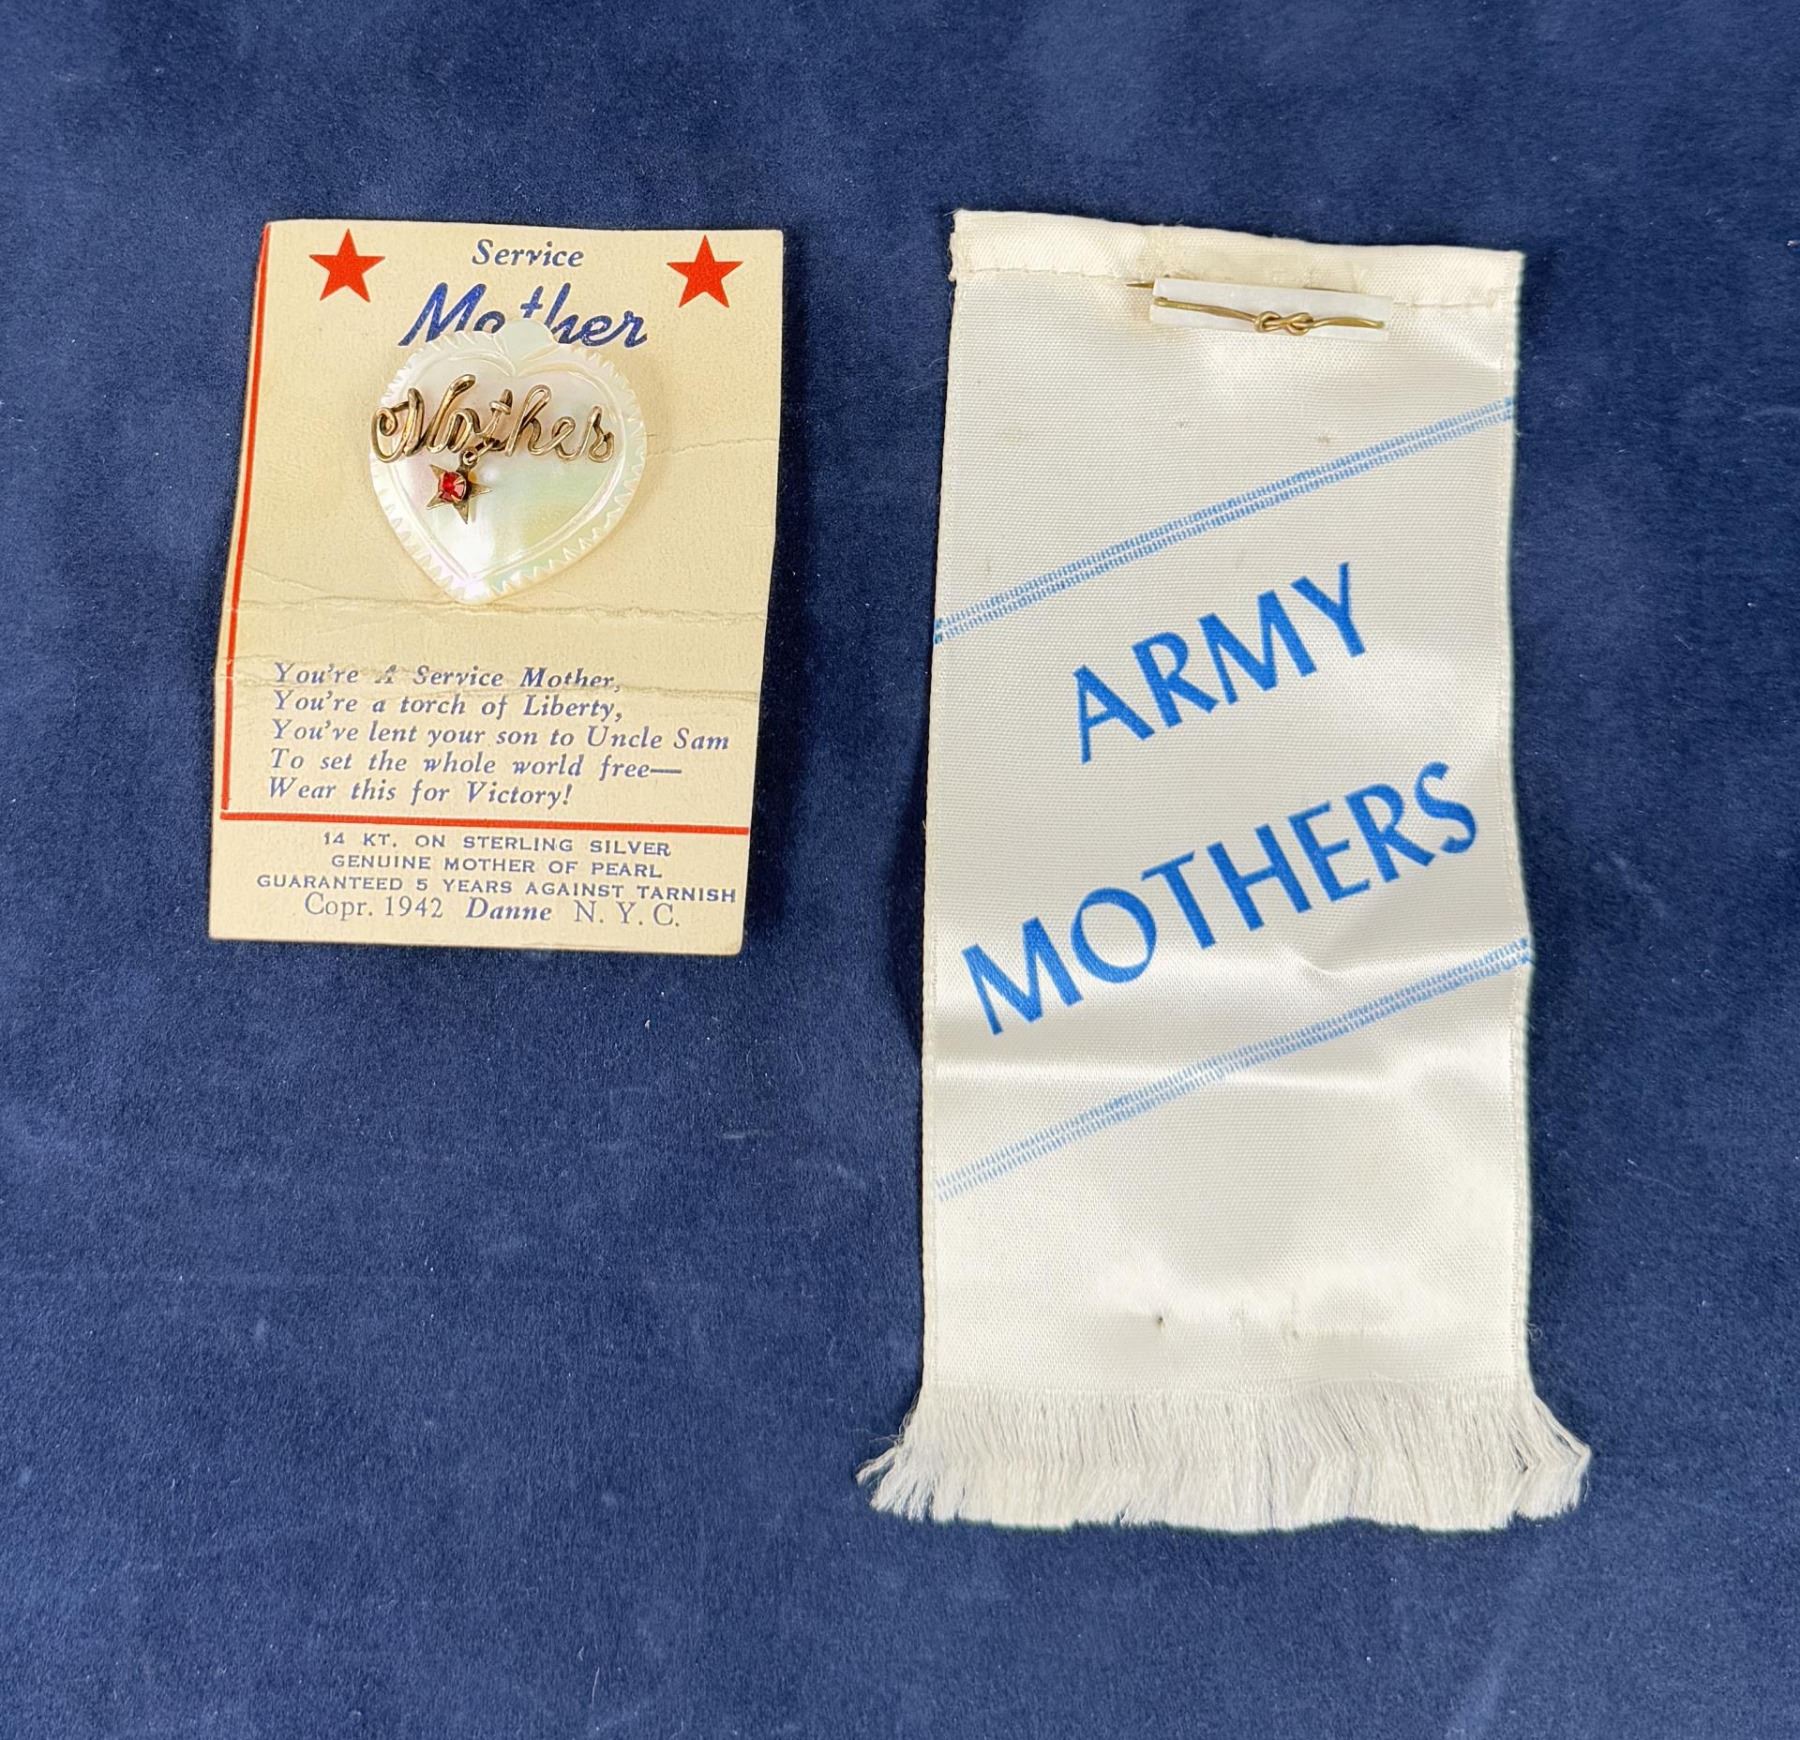 Service
Mother
Mother
You're A Service Mother,
You're a torch of Liberty,
You've lent your son to Uncle Sam
To set the whole world free—
Wear this for Victory!
14 KT. ON STERLING SILVER
GENUINE MOTHER OF PEARL
GUARANTEED 5 YEARS AGAINST TARNISH
Copr. 1942 Danne N. Y. C.
ARMY
MOTHERS